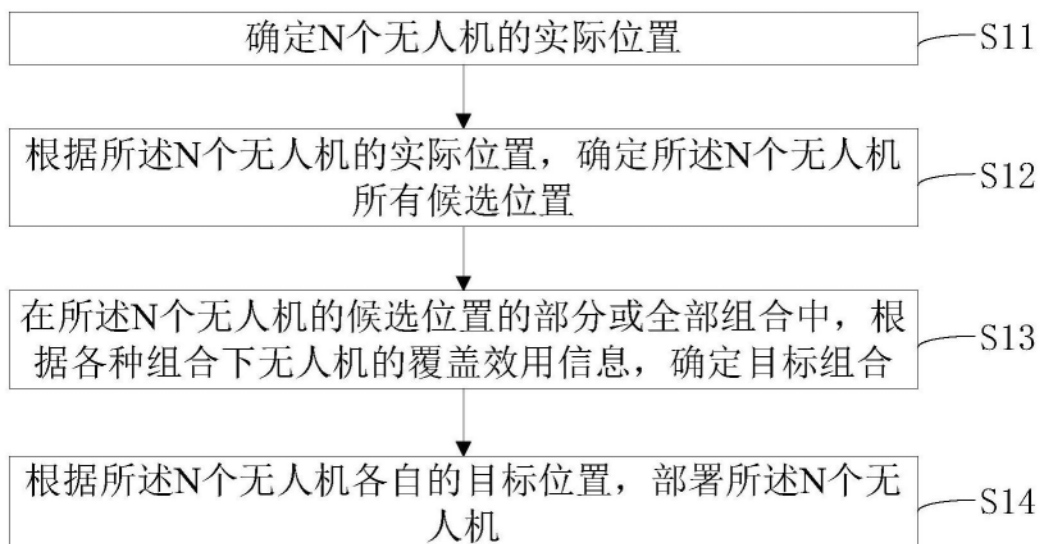 确定N个无人机的实际位置
S11
根据所述N个无人机的实际位置，确定所述N个无人机
所有候选位置
S12
在所述N个无人机的候选位置的部分或全部组合中，根
据各种组合下无人机的覆盖效用信息，确定目标组合
S13
根据所述N个无人机各自的目标位置，部署所述N个无
人机
S14